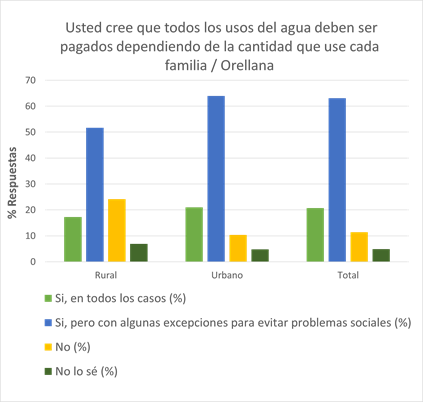 Usted cree que todos los usos del agua deben ser
pagados dependiendo de la cantidad que use cada
familia / Orellana
% Respuestas
70
60
50
40
30
20
10
0
Rural
Urbano
Total
Si, en todos los casos (%)
Si, pero con algunas excepciones para evitar problemas sociales (%)
No (%)
No lo sé (%)